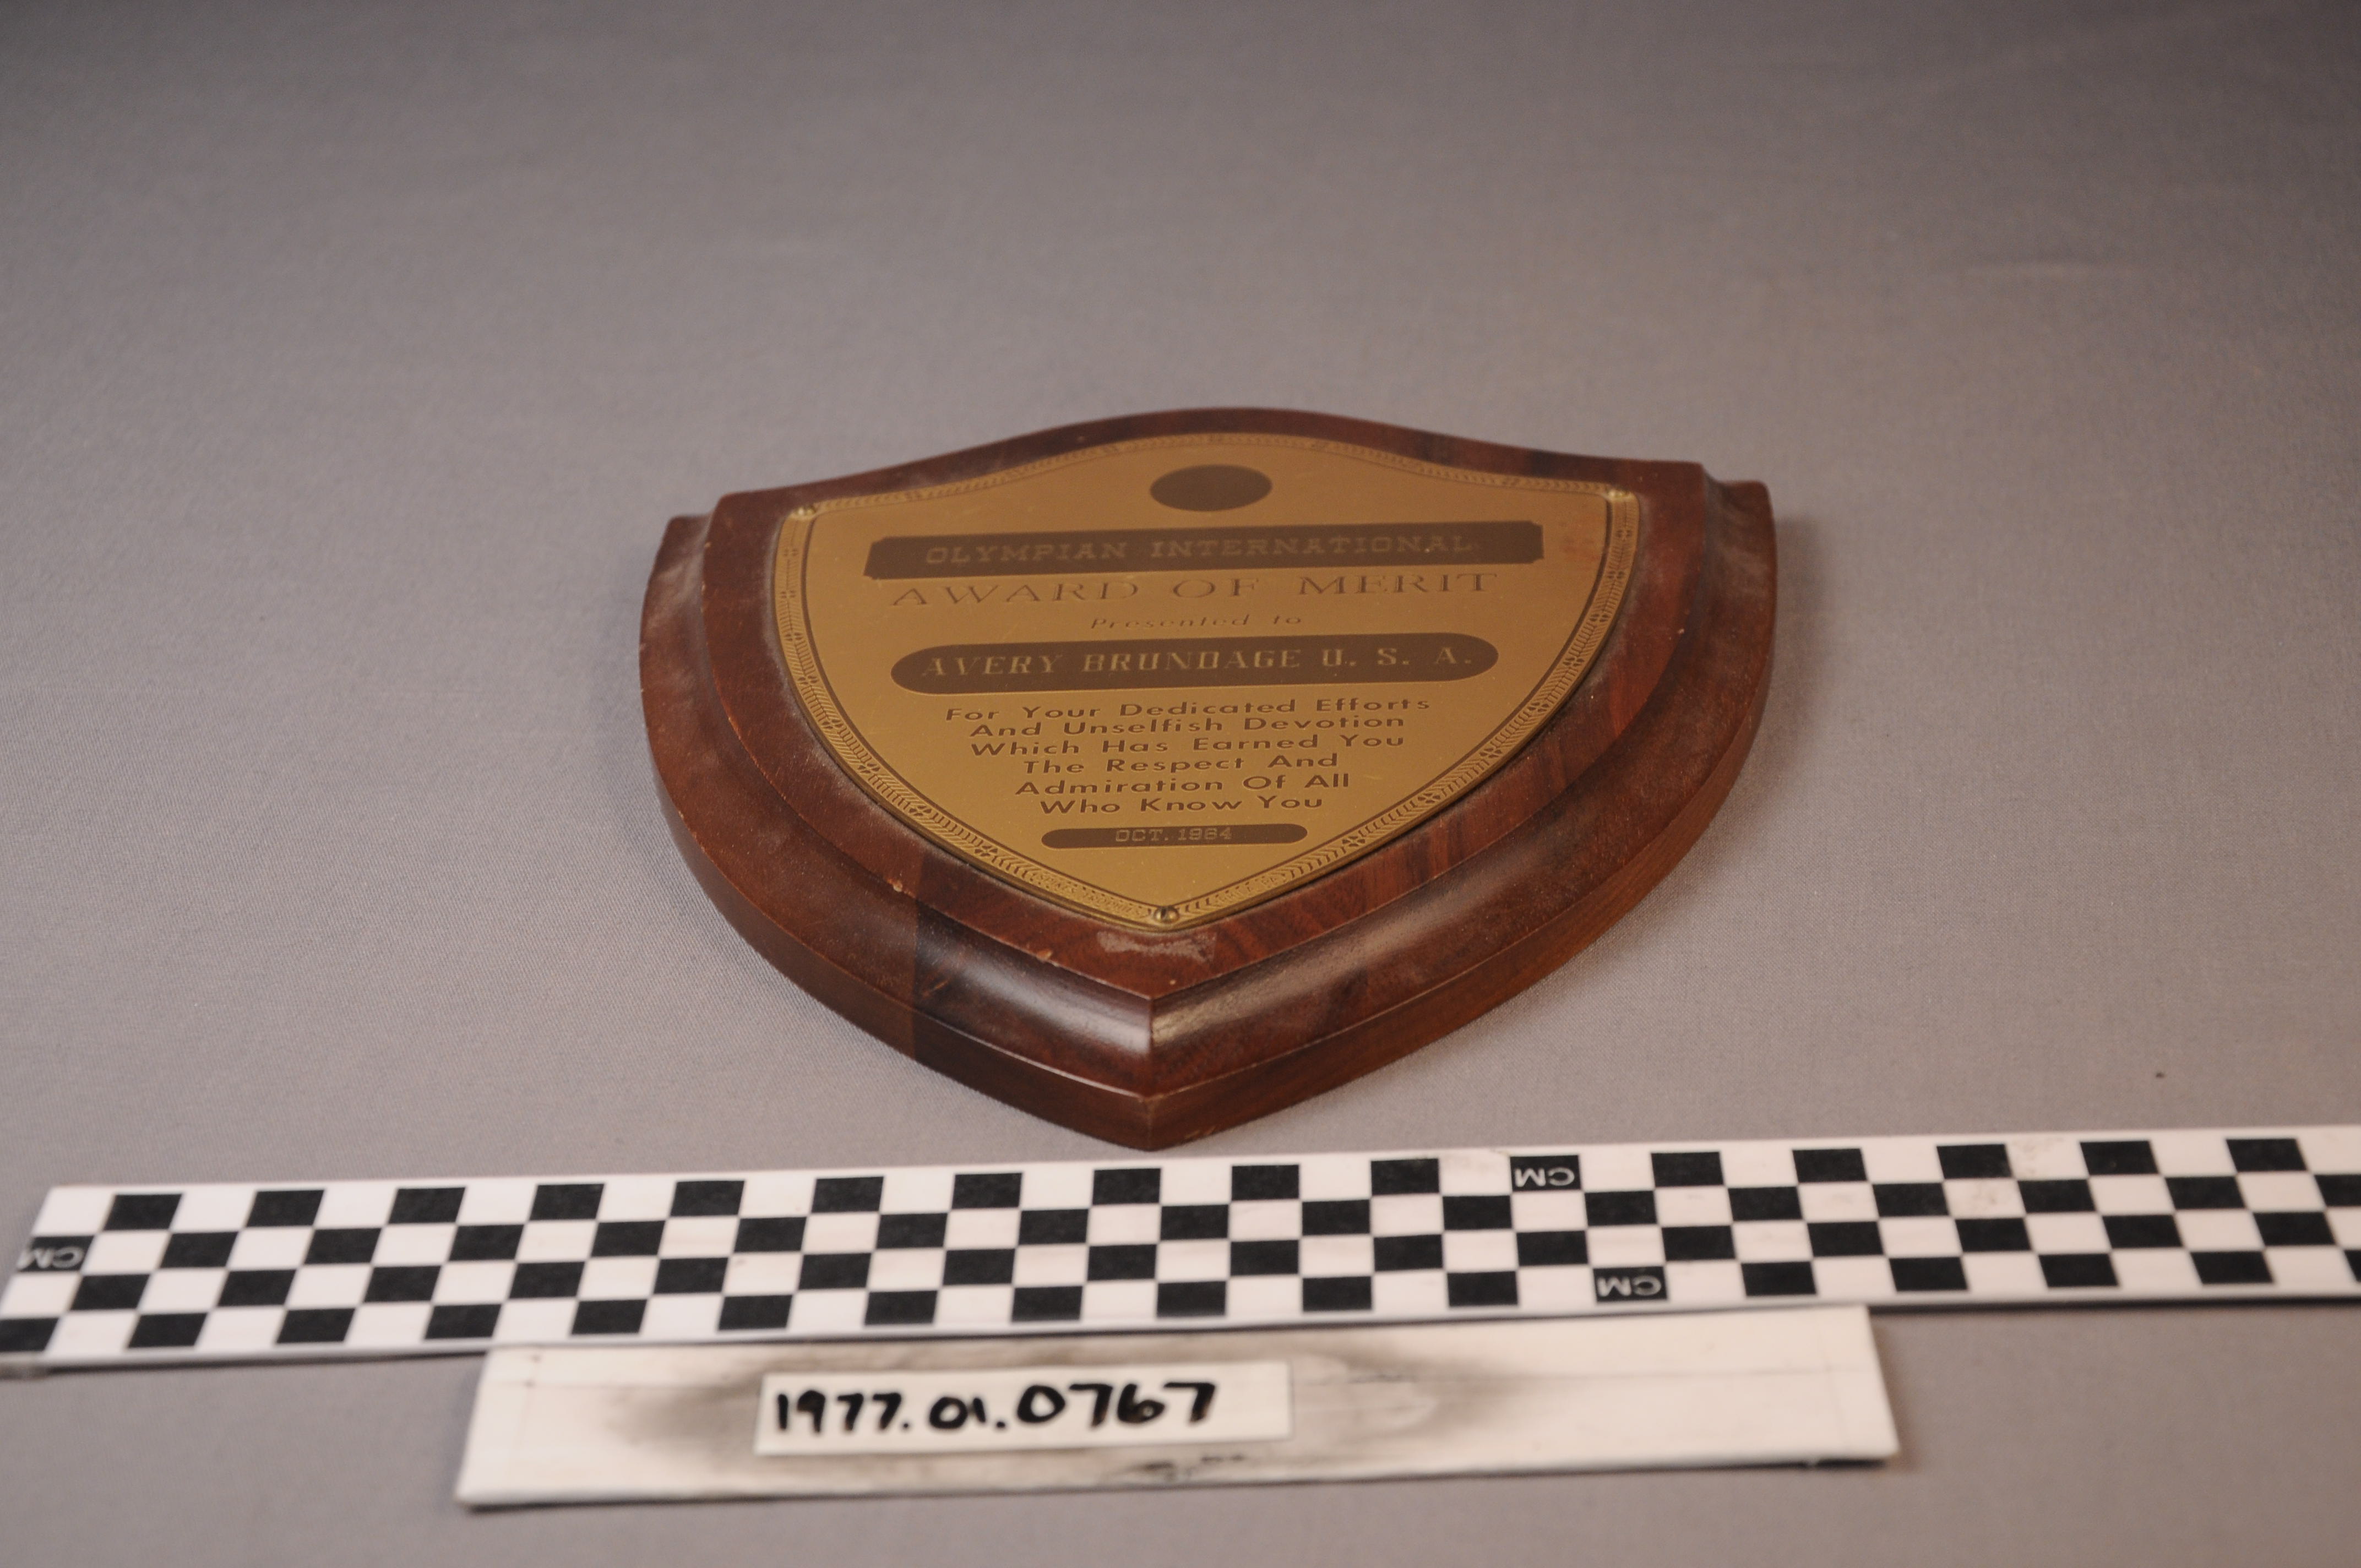 OLYMPIAN INTERNATIONAL
AWARD OF MERIT
Presented to
AVERY BRUNDAGE U. S. A.
For Your Dedicated Efforts
And Unselfish Devotion
Which Has Earned You
The Respect And
Admiration Of All
Who Know You
OCT. 1964
CM
CM
CM
1977.01.0767